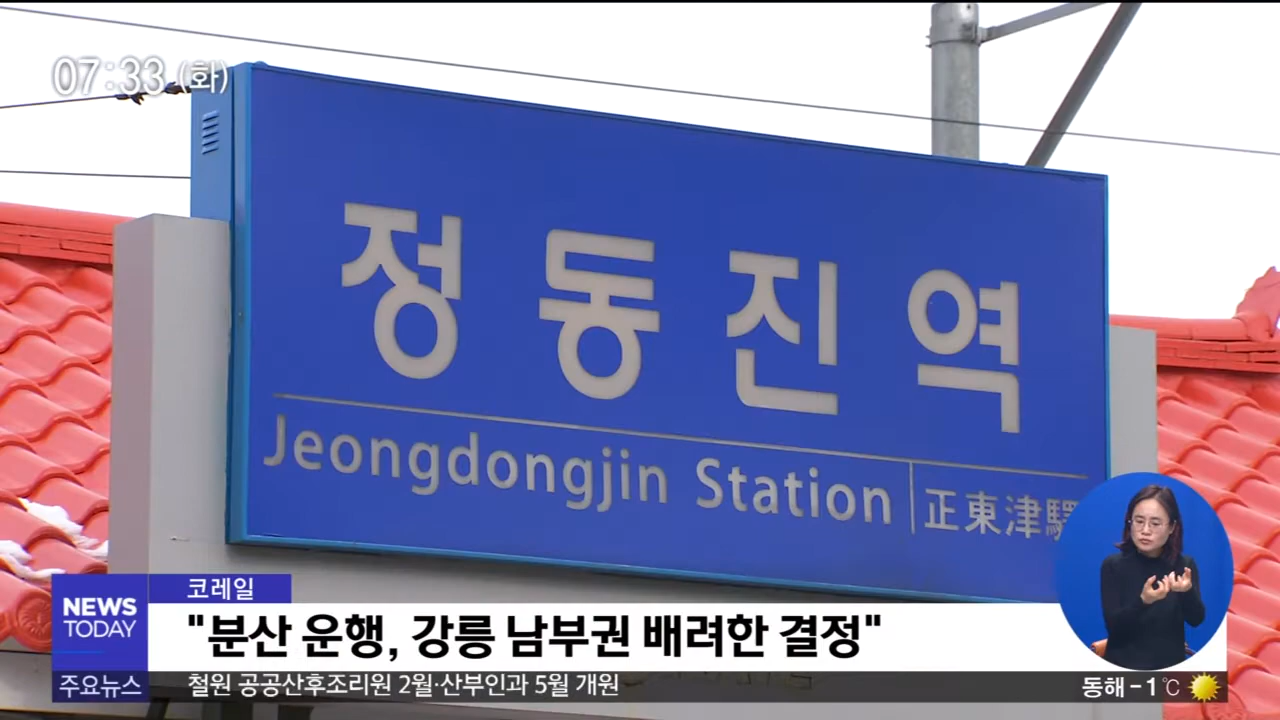 07:33 (화)
정동진역
Jeongdongjin Station
正東津驛
코레일
NEWS
TODAY
"분산 운행, 강릉 남부권 배려한 결정"
주요뉴스
철원 공공산후조리원 2월·산부인과 5월 개원
동해 -1℃